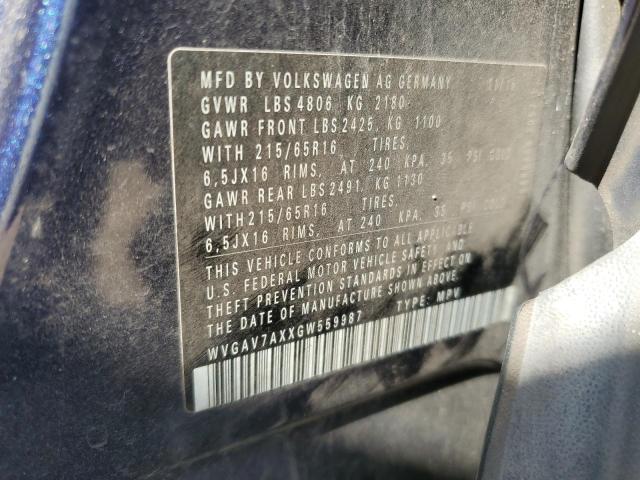 MFD BY VOLKSWAGEN AG GERMANY
GVWR LBS 4806 KG 2180
GAWR FRONT LBS 2425, KG 1100
WITH 215/65R16 TIRES,
6,5JX16 RIMS, AT 240 KPA, 35 PSI COLD
GAWR REAR LBS 2491, KG 1130
WITH 215/65R16 TIRES,
6,5JX16 RIMS, AT 240 KPA, 35 PSI COLD
THIS VEHICLE CONFORMS TO ALL APPLICABLE
U.S. FEDERAL MOTOR VEHICLE SAFETY AND
THEFT PREVENTION STANDARDS IN EFFECT ON
THE DATE OF MANUFACTURE SHOWN ABOVE.
WVGAV7AXXGW559987 TYPE: MPV